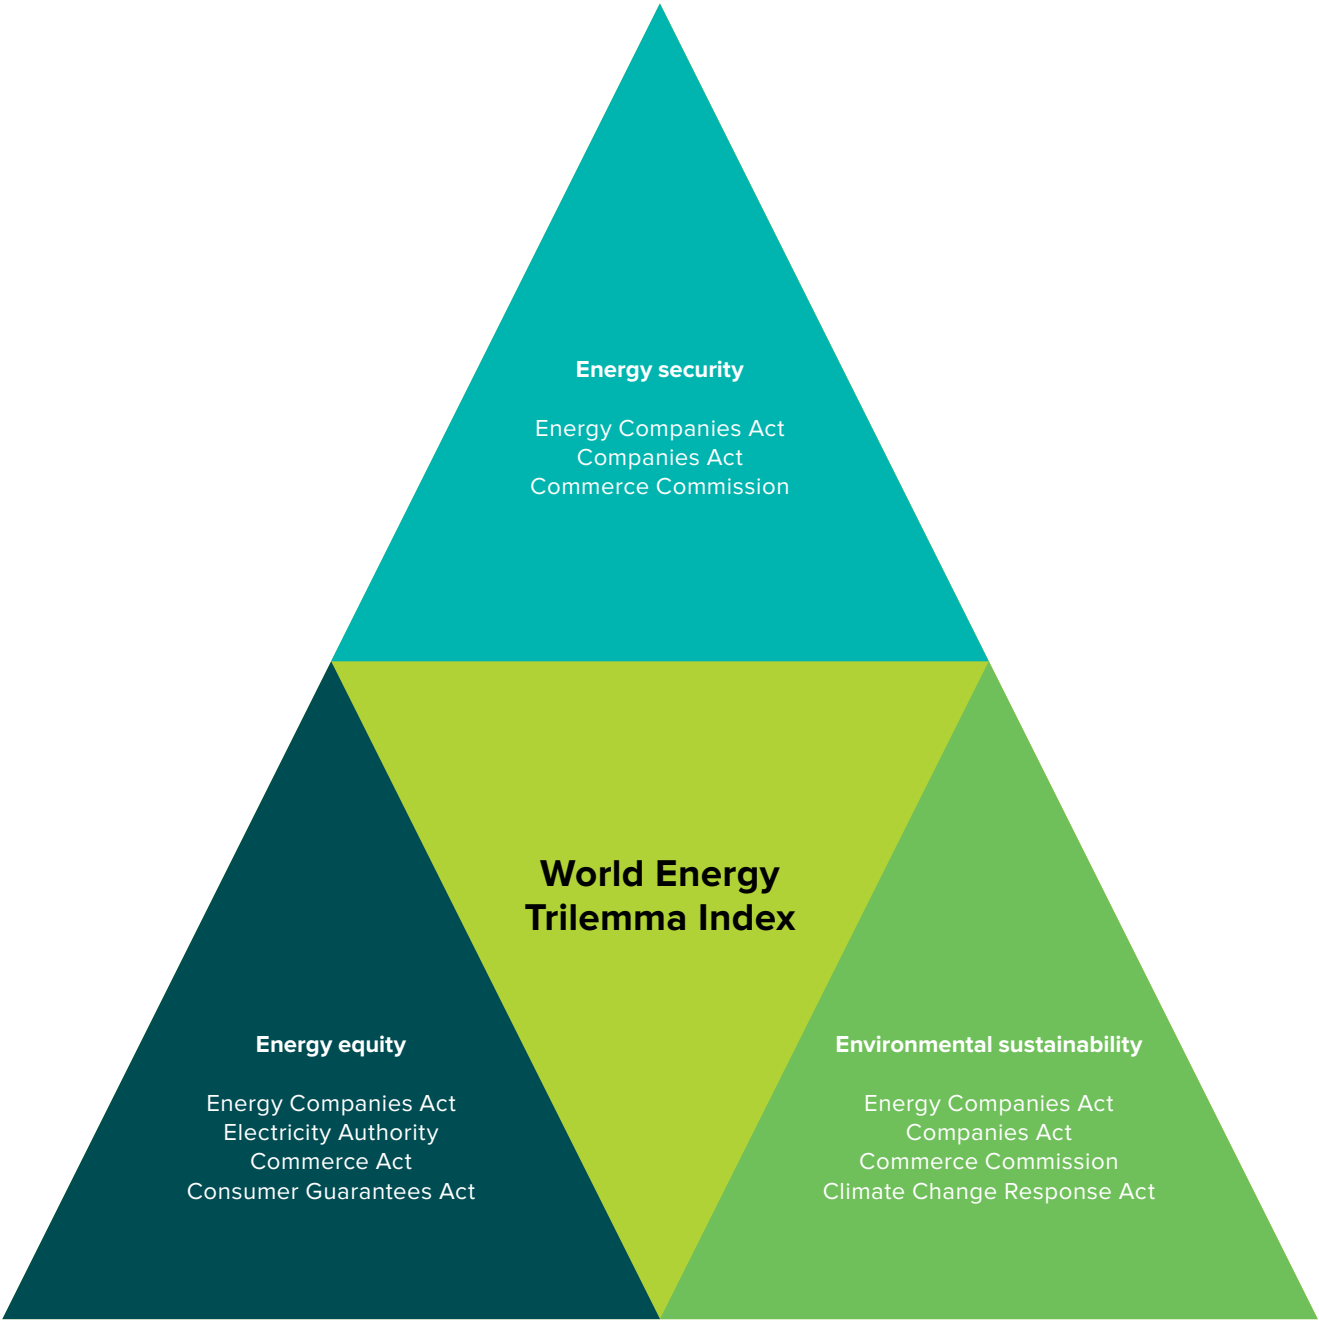 Energy security
Energy Companies Act
Companies Act
Commerce Commission
World Energy
Trilemma Index
Energy equity
Energy Companies Act
Electricity Authority
Commerce Act
Consumer Guarantees Act
Environmental sustainability
Energy Companies Act
Companies Act
Commerce Commission
Climate Change Response Act